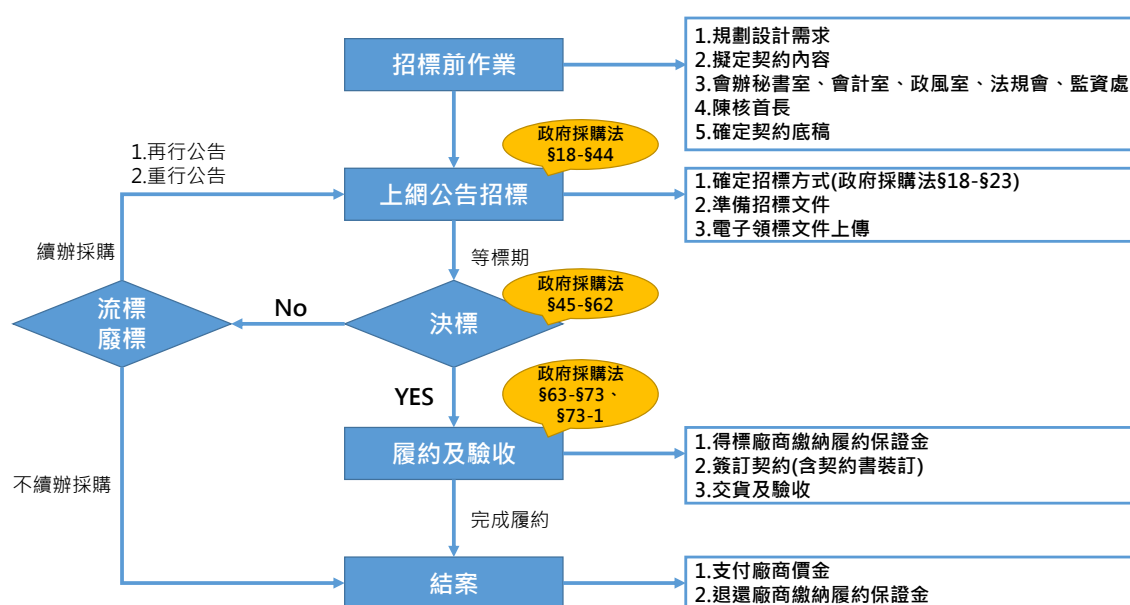 招標前作業
1.規劃設計需求
2.擬定契約內容
3.會辦秘書室、會計室、政風室、法規會、監資處
4.陳核首長
5.確定契約底稿
政府採購法
§18-§44
1.再行公告
2.重行公告
上網公告招標
1.確定招標方式(政府採購法§18-§23)
2.準備招標文件
3.電子領標文件上傳
續辦採購
等標期
政府採購法
§45-§62
流標
廢標
No
決標
YES
政府採購法
§63-§73、
§73-1
履約及驗收
1.得標廠商繳納履約保證金
2.簽訂契約(含契約書裝訂)
3.交貨及驗收
不續辦採購
完成履約
結案
1.支付廠商價金
2.退還廠商繳納履約保證金